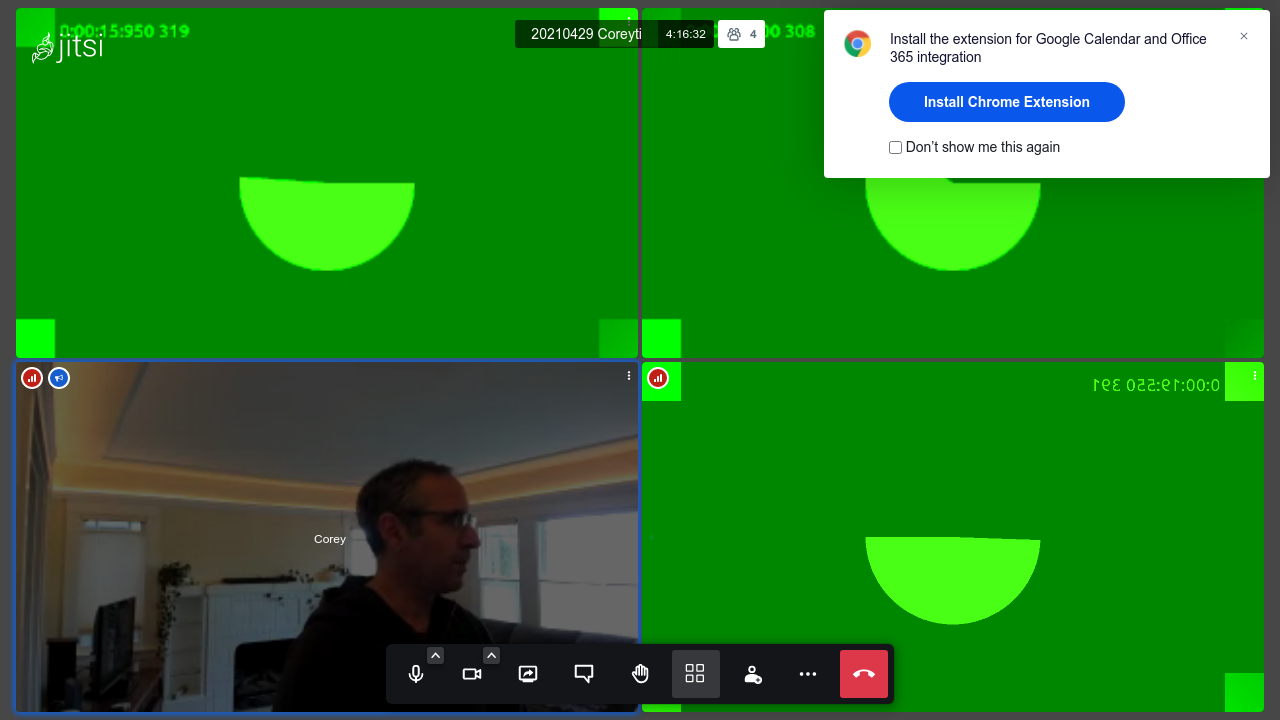 0:00:15:950 319
jitsi
20210429 Coreyti
4:16:32
4
00 308
Install the extension for Google Calendar and Office
365 integration
Install Chrome Extension
Don't show me this again
0:00:19:550 391
Corey